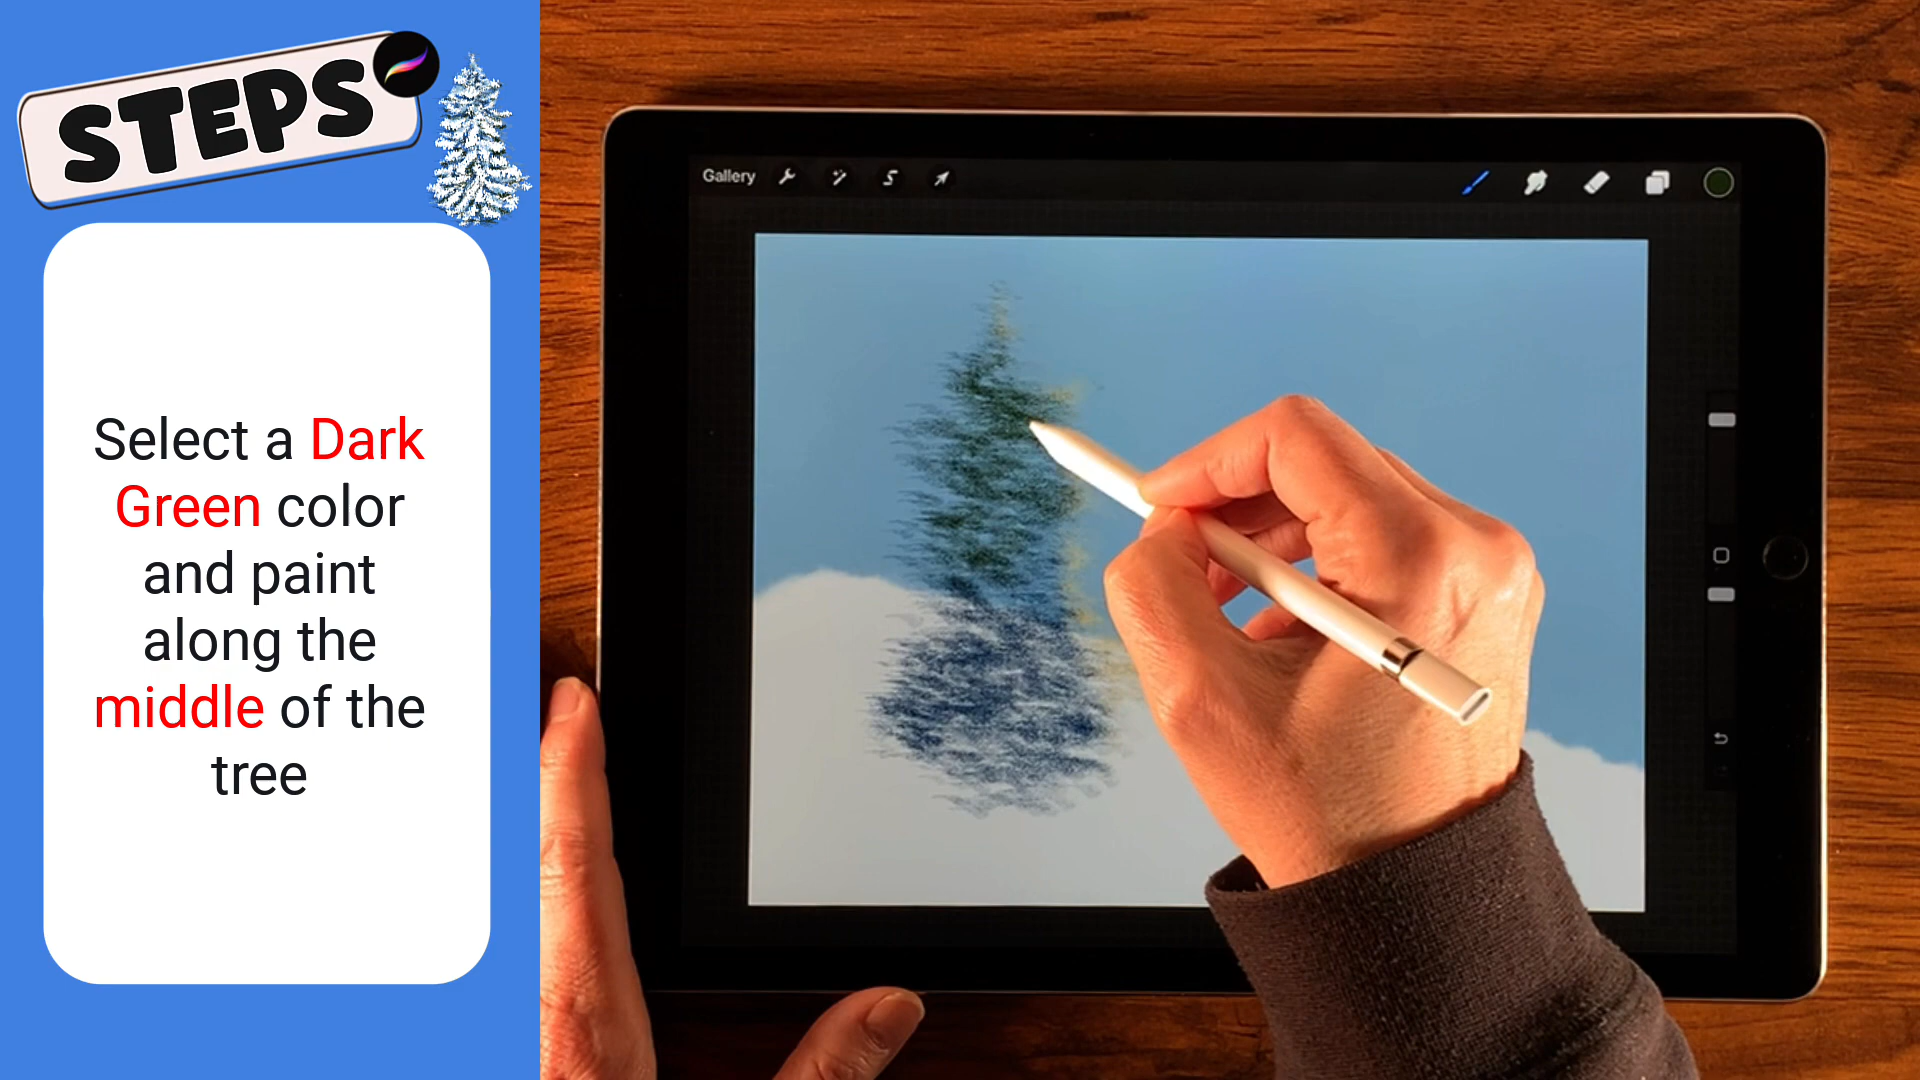 STEPS
Select a Dark
Green color
and paint
along the
middle of the
tree
Gallery